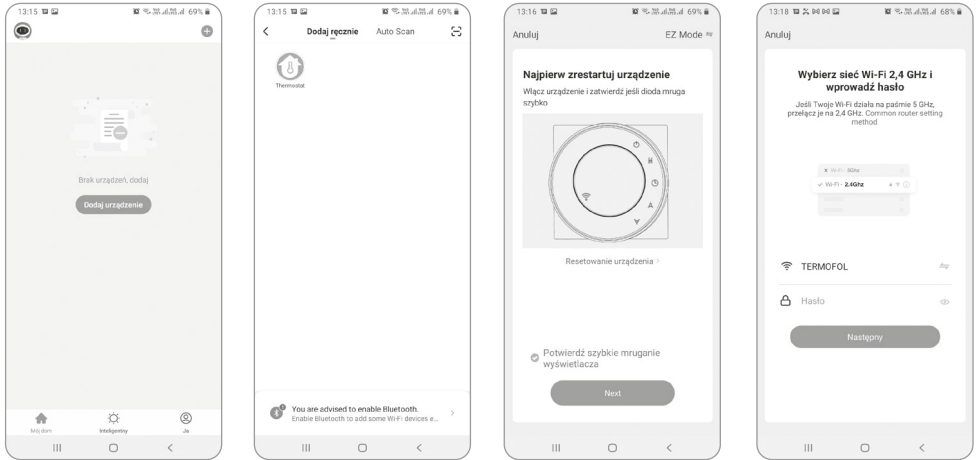 13:15
69%
Brak urządzeń, dodaj
Dodaj urządzenie
Mój dom
Inteligentny
Ja
13:15
69%
Dodaj ręcznie
Auto Scan
Thermostat
You are advised to enable Bluetooth.
Enable Bluetooth to add some Wi-Fi devices e...
13:16
69%
Anuluj
EZ Mode
Najpierw zrestartuj urządzenie
Włącz urządzenie i zatwierdź jeśli dioda mruga
szybko
M
A
Resetowanie urządzenia >
Potwierdź szybkie mruganie
wyświetlacza
Next
13:18
68%
Anuluj
Wybierz sieć Wi-Fi 2,4 GHz i
wprowadź hasło
Jeśli Twoje Wi-Fi działa na paśmie 5 GHz,
przełącz je na 2,4 GHz. Common router setting
method
Wi-Fi - 5Ghz
Wi-Fi - 2.4Ghz
TERMOFOL
Hasło
Następny